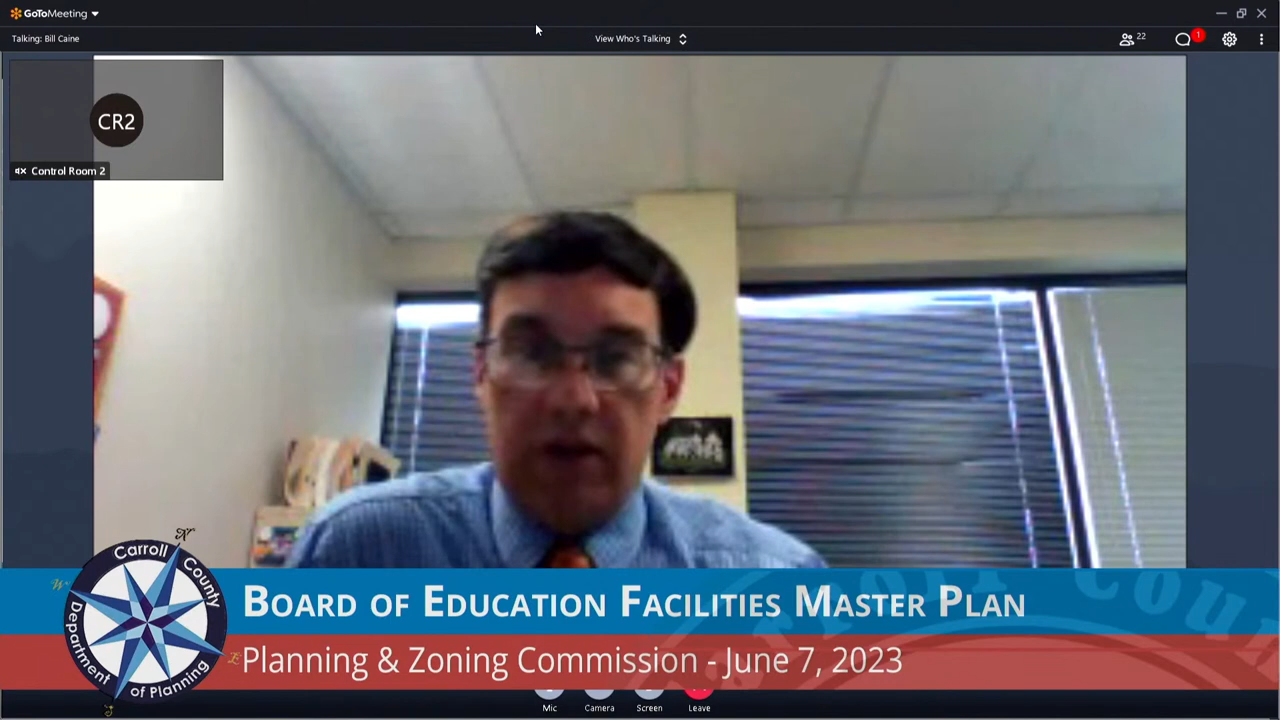 GoToMeeting
Talking: Bill Caine
View Who's Talking
22
1
CR2
Control Room 2
Carroll County
Department of Planning
N
W
E
S
BOARD OF EDUCATION FACILITIES MASTER PLAN
Planning & Zoning Commission - June 7, 2023
Mic
Camera
Screen
Leave